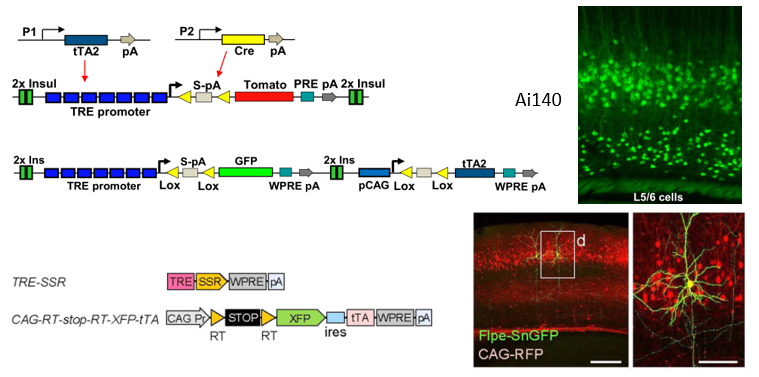 P1
tTA2
pA
P2
Cre
pA
2x Insul
S-pA
Tomato
PRE pA
2x Insul
TRE promoter
Ai140
L5/6 cells
2x Ins
S-pA
GFP
2x Ins
tTA2
TRE promoter
Lox
Lox
WPRE pA
pCAG
Lox
Lox
WPRE pA
TRE-SSR
TRE
SSR
WPRE
pA
CAG-RT-stop-RT-XFP-tTA
CAG Pr
STOP
XFP
tTA
WPRE
pA
RT
RT
ires
d
Flpe-SnGFP
CAG-RFP